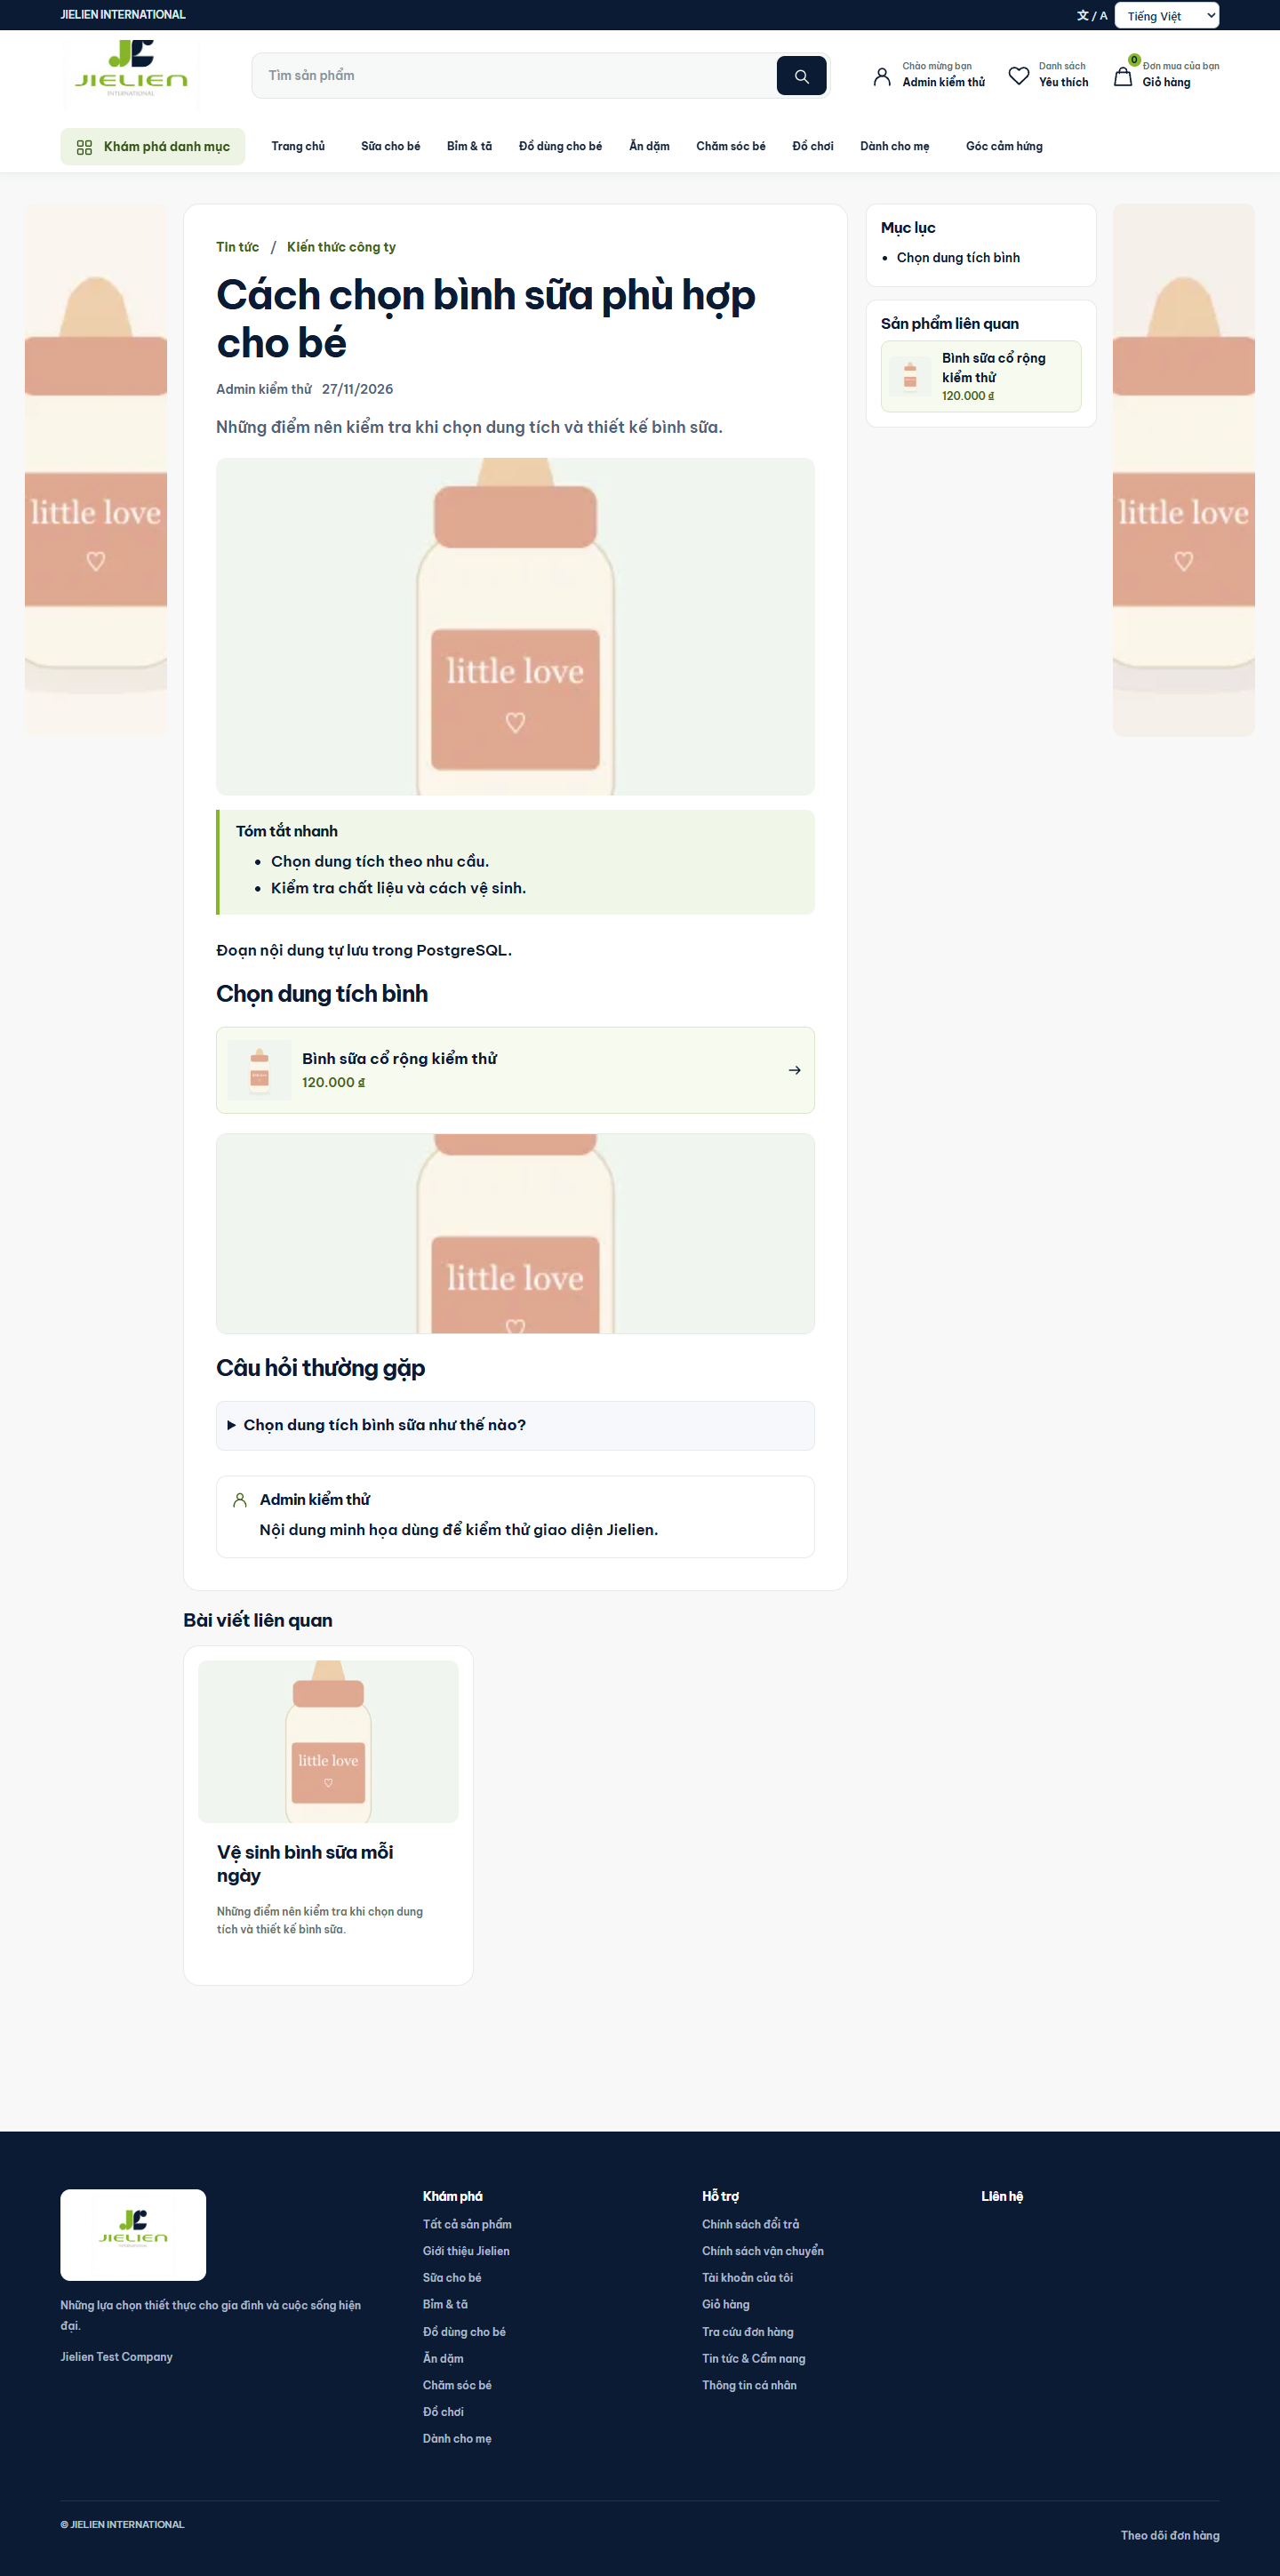 JIELIEN INTERNATIONAL
文 / A
Tiếng Việt
JIELIEN
INTERNATIONAL
Tìm sản phẩm
Chào mừng bạn
Admin kiểm thử
Danh sách
Yêu thích
0
Đơn mua của bạn
Giỏ hàng
Khám phá danh mục
Trang chủ
Sữa cho bé
Bỉm & tã
Đồ dùng cho bé
Ăn dặm
Chăm sóc bé
Đồ chơi
Dành cho mẹ
Góc cảm hứng
little love
Tin tức / Kiến thức công ty
Cách chọn bình sữa phù hợp
cho bé
Admin kiểm thử 27/11/2026
Những điểm nên kiểm tra khi chọn dung tích và thiết kế bình sữa.
little love
Tóm tắt nhanh
Chọn dung tích theo nhu cầu.
Kiểm tra chất liệu và cách vệ sinh.
Đoạn nội dung tự lưu trong PostgreSQL.
Chọn dung tích bình
Bình sữa cổ rộng kiểm thử
120.000 ₫
little love
Câu hỏi thường gặp
Chọn dung tích bình sữa như thế nào?
Admin kiểm thử
Nội dung minh họa dùng để kiểm thử giao diện Jielien.
Mục lục
Chọn dung tích bình
Sản phẩm liên quan
Bình sữa cổ rộng
kiểm thử
120.000 ₫
little love
Bài viết liên quan
little love
Vệ sinh bình sữa mỗi
ngày
Những điểm nên kiểm tra khi chọn dung
tích và thiết kế bình sữa.
JIELIEN
INTERNATIONAL
Những lựa chọn thiết thực cho gia đình và cuộc sống hiện
đại.
Jielien Test Company
Khám phá
Tất cả sản phẩm
Giới thiệu Jielien
Sữa cho bé
Bỉm & tã
Đồ dùng cho bé
Ăn dặm
Chăm sóc bé
Đồ chơi
Dành cho mẹ
Hỗ trợ
Chính sách đổi trả
Chính sách vận chuyển
Tài khoản của tôi
Giỏ hàng
Tra cứu đơn hàng
Tin tức & Cẩm nang
Thông tin cá nhân
Liên hệ
© JIELIEN INTERNATIONAL
Theo dõi đơn hàng